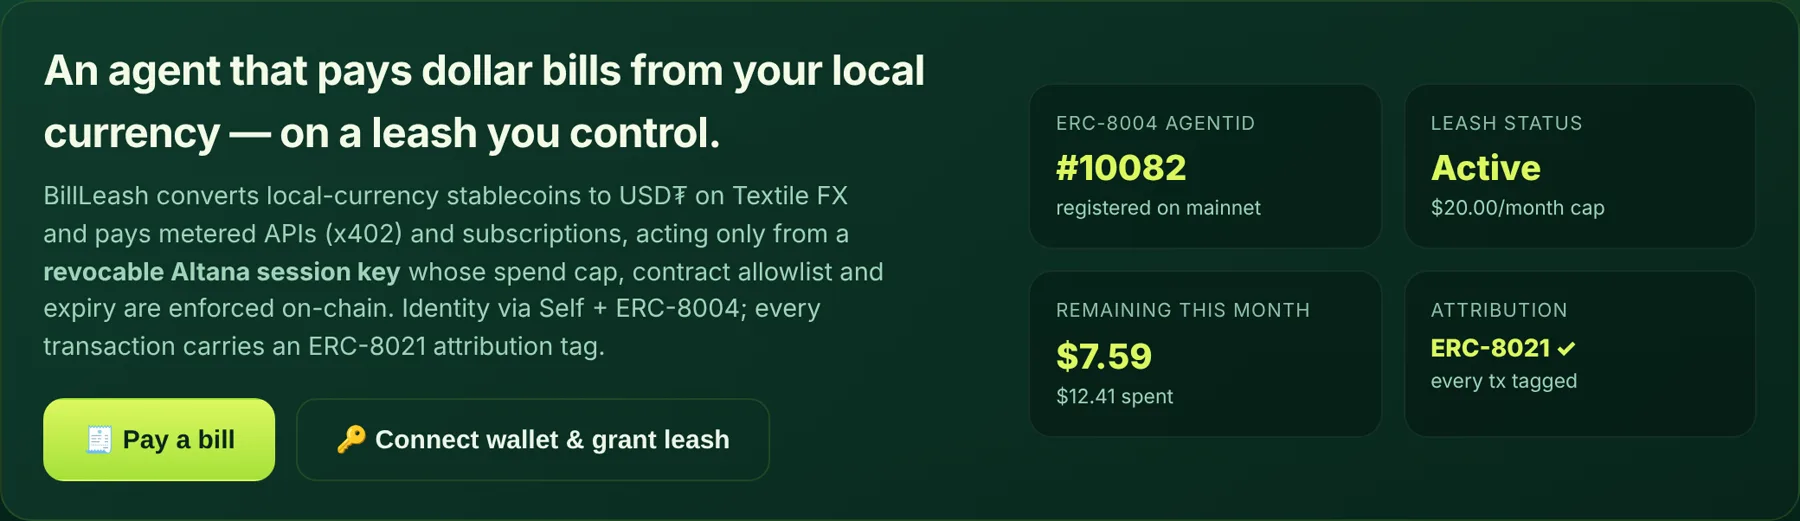 An agent that pays dollar bills from your local
currency — on a leash you control.
BillLeash converts local-currency stablecoins to USD₮ on Textile FX
and pays metered APIs (x402) and subscriptions, acting only from a
revocable Altana session key whose spend cap, contract allowlist and
expiry are enforced on-chain. Identity via Self + ERC-8004; every
transaction carries an ERC-8021 attribution tag.
🧾 Pay a bill
🔑 Connect wallet & grant leash
ERC-8004 AGENTID
#10082
registered on mainnet
LEASH STATUS
Active
$20.00/month cap
REMAINING THIS MONTH
$7.59
$12.41 spent
ATTRIBUTION
ERC-8021 ✓
every tx tagged